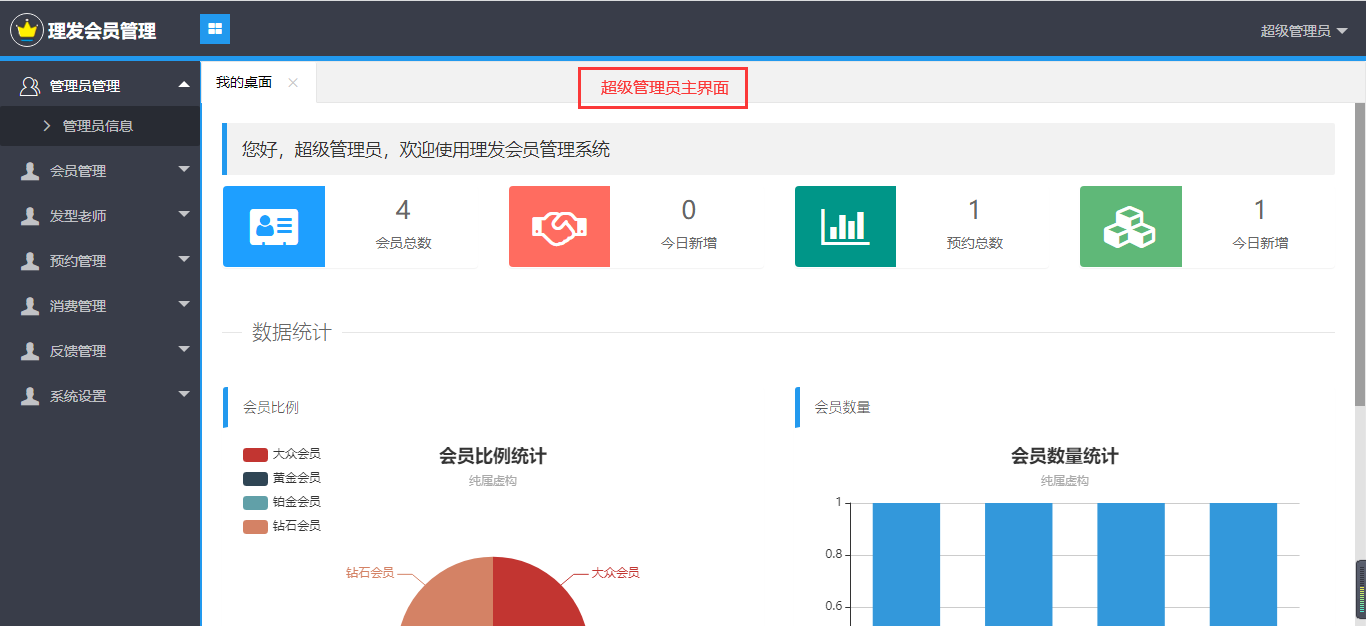 理发会员管理
超级管理员
管理员管理
管理员信息
会员管理
发型老师
预约管理
消费管理
反馈管理
系统设置
我的桌面
超级管理员主界面
您好，超级管理员，欢迎使用理发会员管理系统
4
会员总数
0
今日新增
1
预约总数
1
今日新增
数据统计
会员比例
大众会员
黄金会员
铂金会员
钻石会员
会员比例统计
纯属虚构
钻石会员
大众会员
会员数量
会员数量统计
纯属虚构
1
0.8
0.6